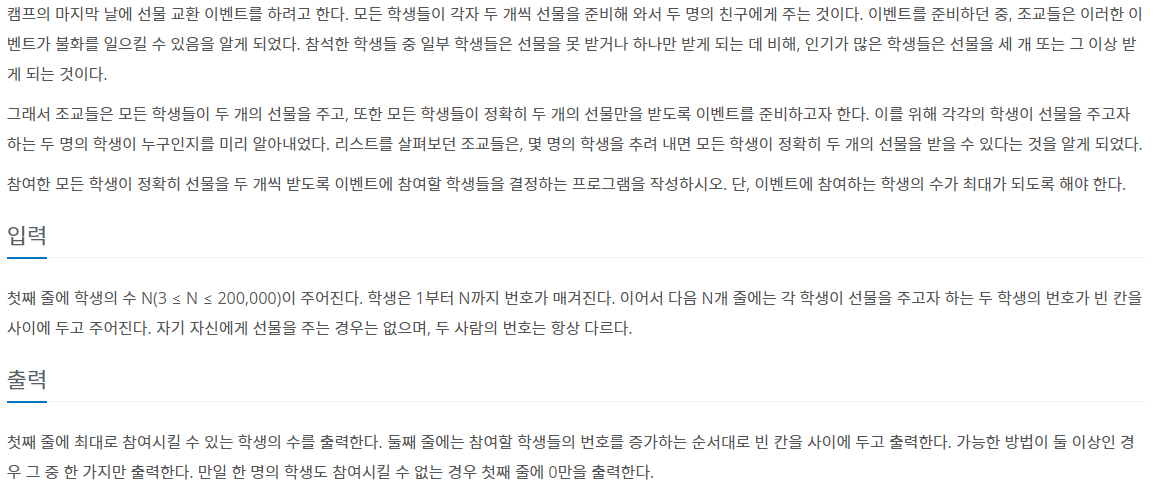 캠프의 마지막 날에 선물 교환 이벤트를 하려고 한다. 모든 학생들이 각자 두 개씩 선물을 준비해 와서 두 명의 친구에게 주는 것이다. 이벤트를 준비하던 중, 조교들은 이러한 이
벤트가 불화를 일으킬 수 있음을 알게 되었다. 참석한 학생들 중 일부 학생들은 선물을 못 받거나 하나만 받게 되는 데 비해, 인기가 많은 학생들은 선물을 세 개 또는 그 이상 받
게 되는 것이다.
그래서 조교들은 모든 학생들이 두 개의 선물을 주고, 또한 모든 학생들이 정확히 두 개의 선물만을 받도록 이벤트를 준비하고자 한다. 이를 위해 각각의 학생이 선물을 주고자
하는 두 명의 학생이 누구인지를 미리 알아내었다. 리스트를 살펴보던 조교들은, 몇 명의 학생을 추려 내면 모든 학생이 정확히 두 개의 선물을 받을 수 있다는 것을 알게 되었다.
참여한 모든 학생이 정확히 선물을 두 개씩 받도록 이벤트에 참여할 학생들을 결정하는 프로그램을 작성하시오. 단, 이벤트에 참여하는 학생의 수가 최대가 되도록 해야 한다.
입력
첫째 줄에 학생의 수 N(3 ≤ N ≤ 200,000)이 주어진다. 학생은 1부터 N까지 번호가 매겨진다. 이어서 다음 N개 줄에는 각 학생이 선물을 주고자 하는 두 학생의 번호가 빈 칸을
사이에 두고 주어진다. 자기 자신에게 선물을 주는 경우는 없으며, 두 사람의 번호는 항상 다르다.
출력
첫째 줄에 최대로 참여시킬 수 있는 학생의 수를 출력한다. 둘째 줄에는 참여할 학생들의 번호를 증가하는 순서대로 빈 칸을 사이에 두고 출력한다. 가능한 방법이 둘 이상인 경
우 그 중 한 가지만 출력한다. 만일 한 명의 학생도 참여시킬 수 없는 경우 첫째 줄에 0만을 출력한다.